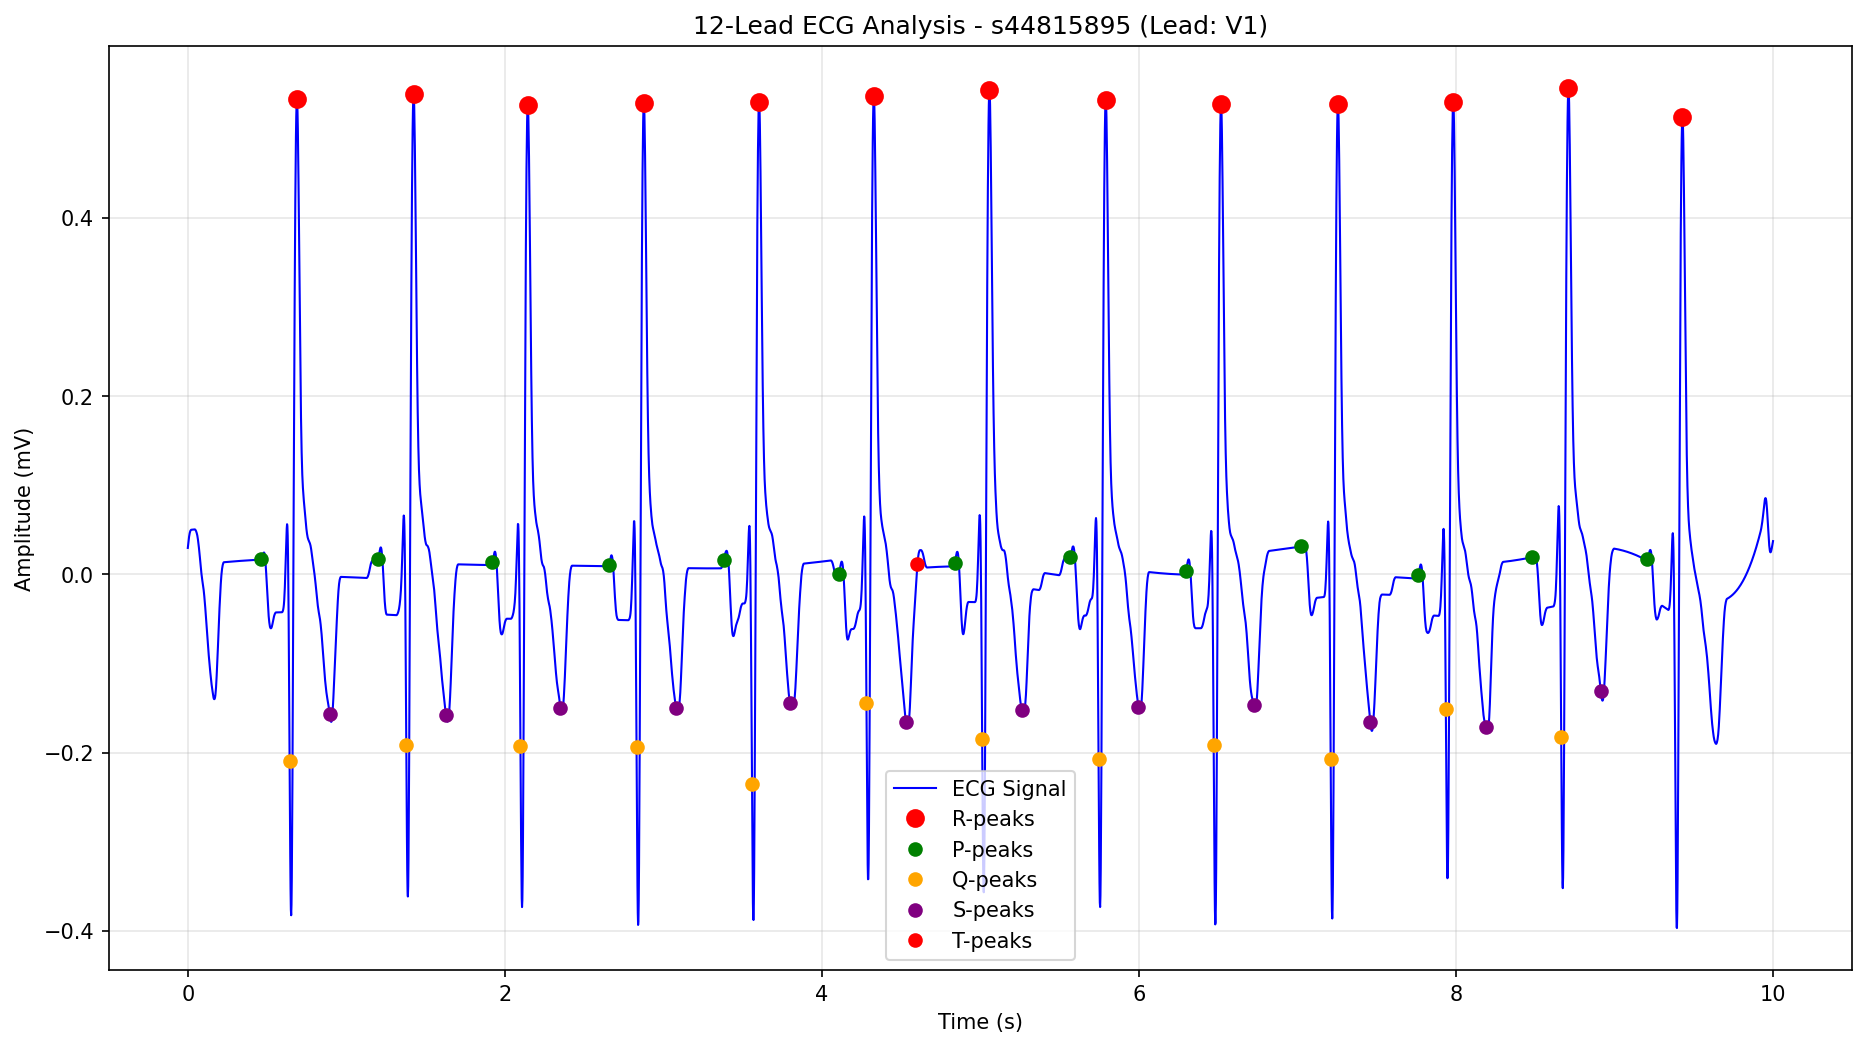 12-Lead ECG Analysis - s44815895 (Lead: V1)
Amplitude (mV)
0.4
0.2
0.0
−0.2
−0.4
ECG Signal
R-peaks
P-peaks
Q-peaks
S-peaks
T-peaks
0 2 4 6 8 10
Time (s)